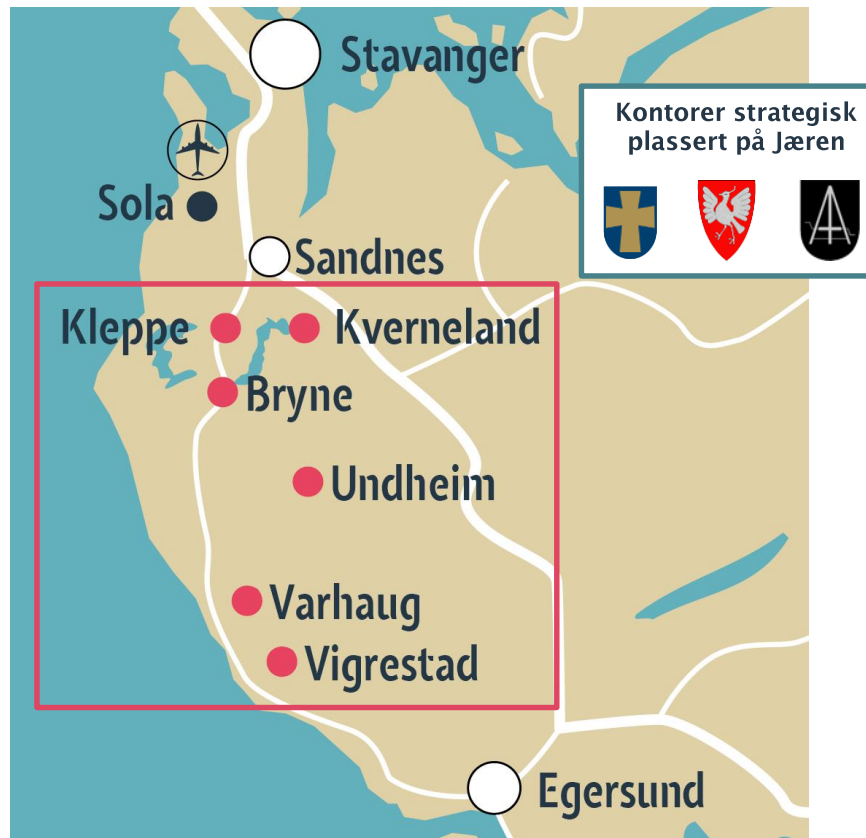 Stavanger
Kontorer strategisk
plassert på Jæren
Sola
Sandnes
Kleppe
Kverneland
Bryne
Undheim
Varhaug
Vigrestad
Egersund